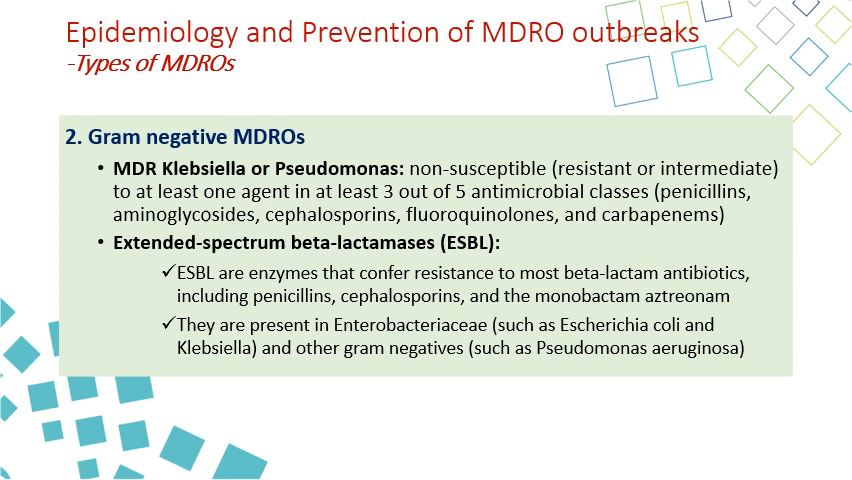 Epidemiology and Prevention of MDRO outbreaks
-Types of MDROs
2. Gram negative MDROs
• MDR Klebsiella or Pseudomonas: non-susceptible (resistant or intermediate)
to at least one agent in at least 3 out of 5 antimicrobial classes (penicillins,
aminoglycosides, cephalosporins, fluoroquinolones, and carbapenems)
• Extended-spectrum beta-lactamases (ESBL):
✓ESBL are enzymes that confer resistance to most beta-lactam antibiotics,
including penicillins, cephalosporins, and the monobactam aztreonam
✓They are present in Enterobacteriaceae (such as Escherichia coli and
Klebsiella) and other gram negatives (such as Pseudomonas aeruginosa)